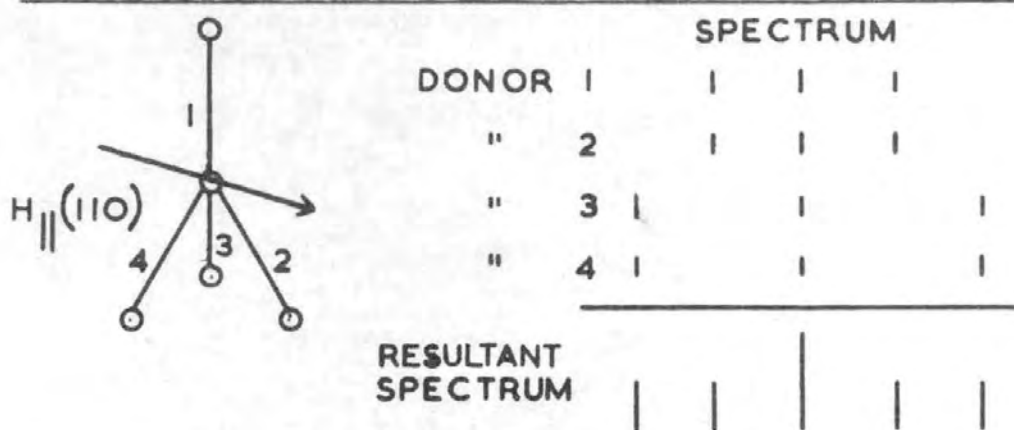 SPECTRUM
DONOR 1
" 2
" 3
" 4
H||(110)
1
4 3 2
RESULTANT
SPECTRUM